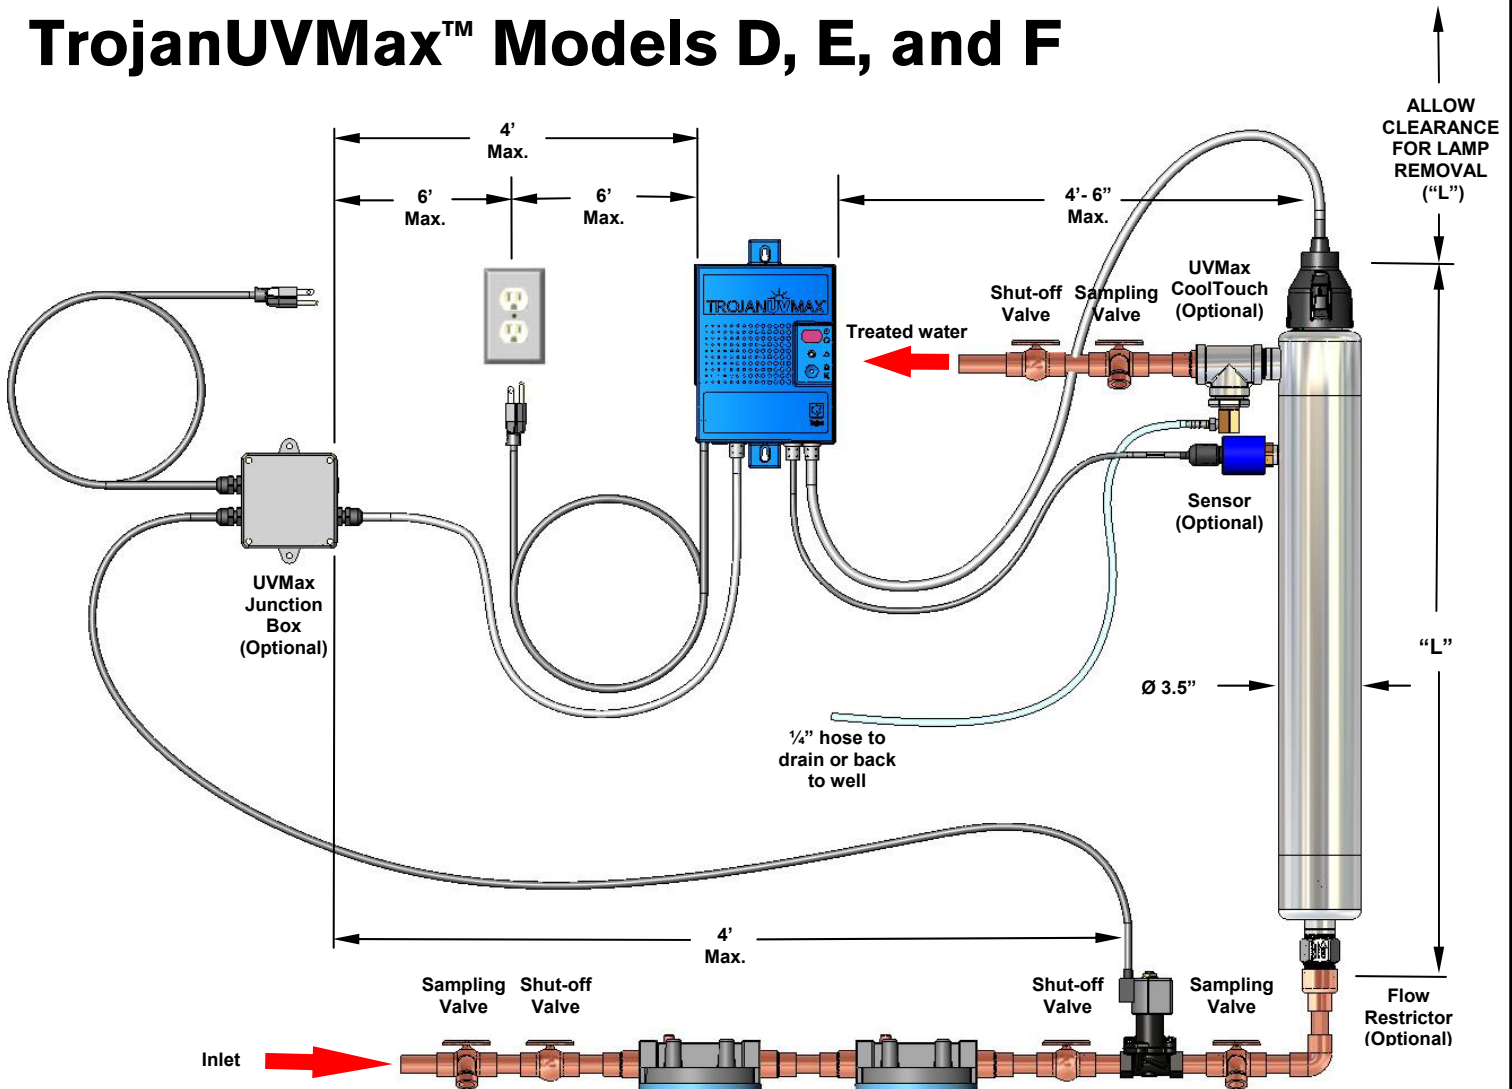 TrojanUVMax™ Models D, E, and F
ALLOW
CLEARANCE
FOR LAMP
REMOVAL
(“L”)
4’
Max.
6’
Max.
6’
Max.
4’- 6”
Max.
UVMax
CoolTouch
(Optional)
Shut-off
Valve
Sampling
Valve
Treated water
TROJANUVMAX
Sensor
(Optional)
UVMax
Junction
Box
(Optional)
“L”
Ø 3.5”
¼” hose to
drain or back
to well
4’
Max.
Sampling
Valve
Shut-off
Valve
Shut-off
Valve
Sampling
Valve
Flow
Restrictor
(Optional)
Inlet